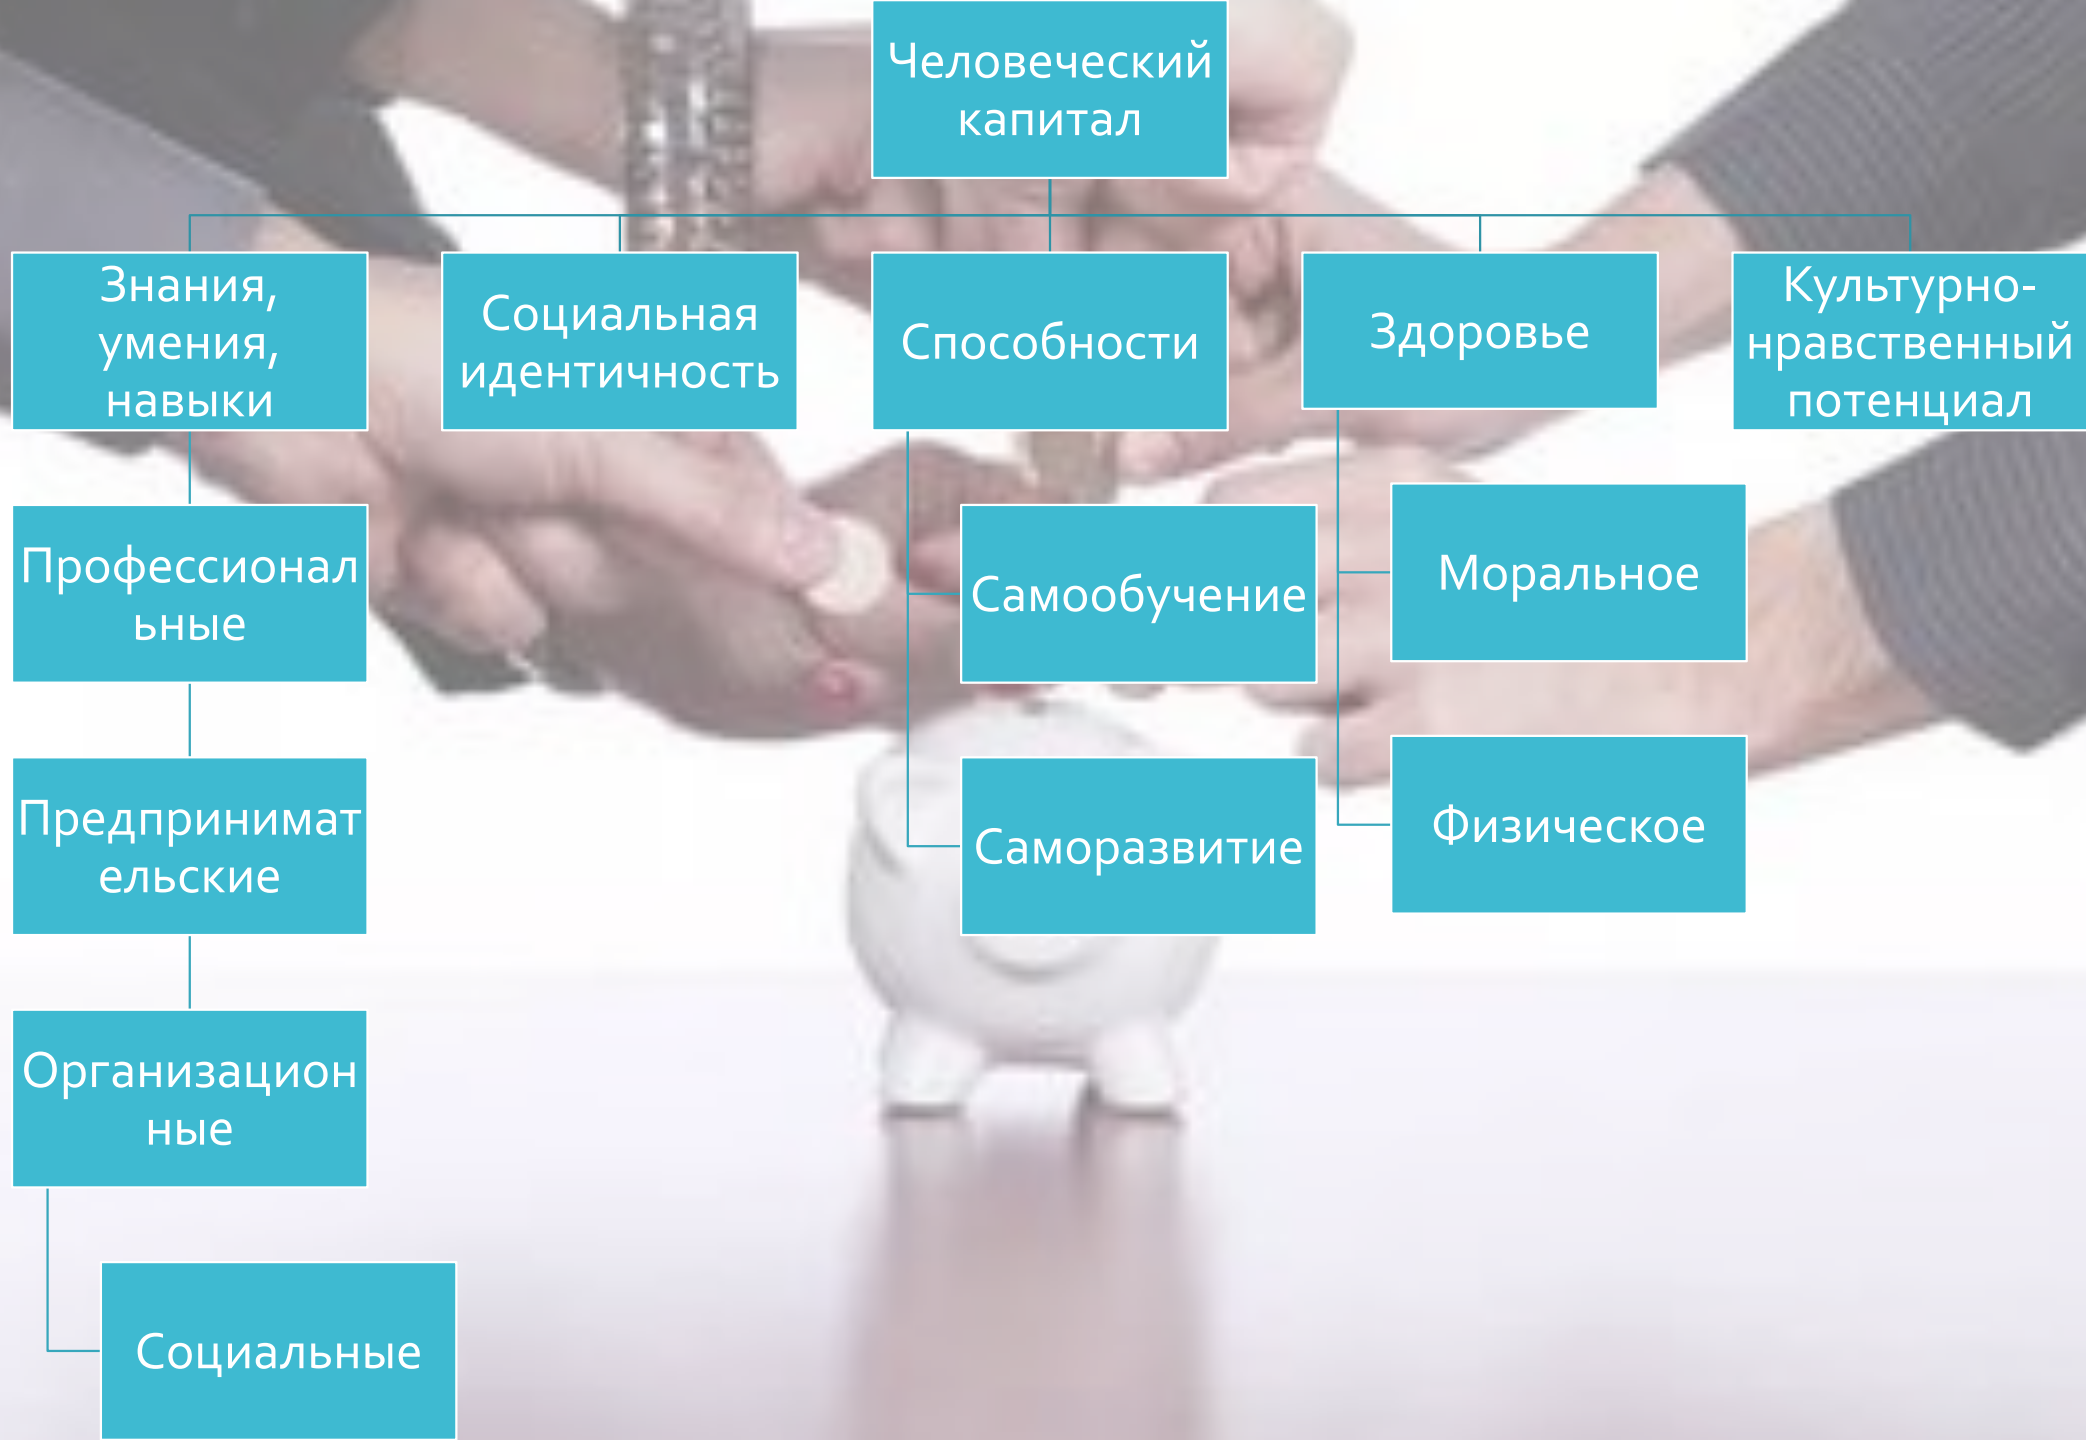 Человеческий
капитал
Знания,
умения,
навыки
Социальная
идентичность
Способности
Здоровье
Культурно-
нравственный
потенциал
Профессионал
ьные
Самообучение
Моральное
Предпринимат
ельские
Саморазвитие
Физическое
Организацион
ные
Социальные